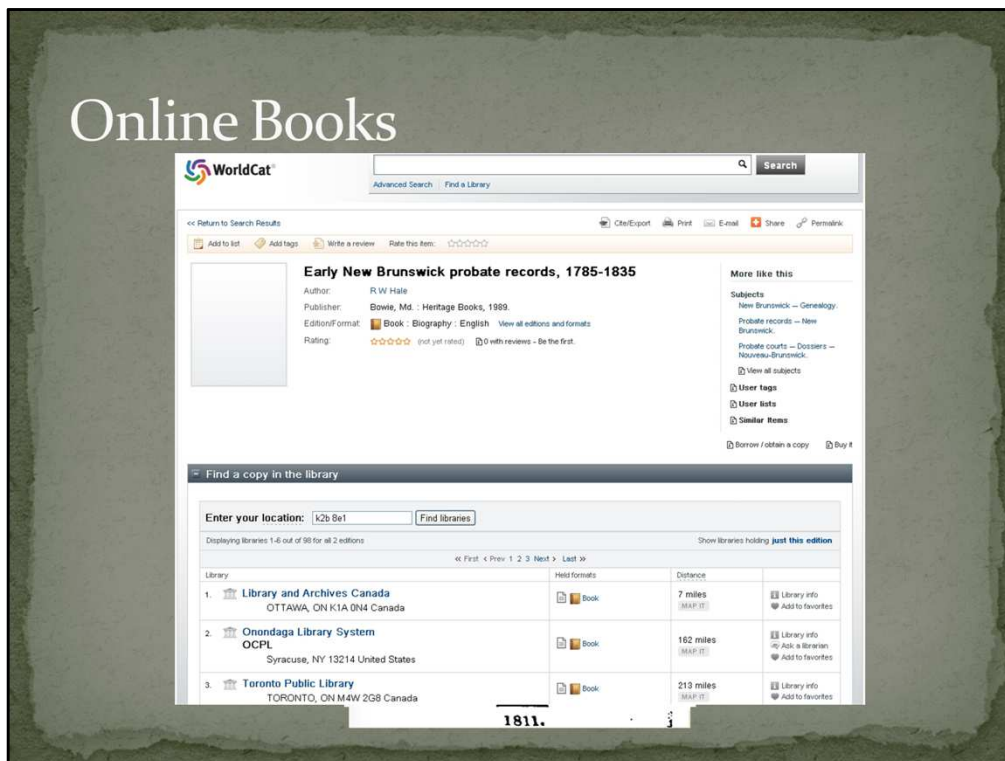 Online Books
WorldCat®
Search
Advanced Search | Find a Library
<< Return to Search Results
Cite/Export Print E-mail Share Permalink
Add to list Add tags Write a review Rate this item:
Early New Brunswick probate records, 1785-1835
Author: R W Hale
Publisher: Bowie, Md. : Heritage Books, 1989.
Edition/Format: Book : Biography : English View all editions and formats
Rating: (not yet rated) 0 with reviews - Be the first.
More like this
Subjects
New Brunswick -- Genealogy.
Probate records -- New
Brunswick.
Probate courts -- Dossiers --
Nouveau-Brunswick.
View all subjects
User tags
User lists
Similar Items
Borrow / obtain a copy Buy it
Find a copy in the library
Enter your location: k2b 8e1 Find libraries
Displaying libraries 1-6 out of 98 for all 2 editions Show libraries holding just this edition
<< First < Prev 1 2 3 Next > Last >>
Library Held formats Distance
1. Library and Archives Canada Book 7 miles Library info
OTTAWA, ON K1A 0N4 Canada MAP IT Add to favorites
2. Onondaga Library System Book 162 miles Library info
OCPL MAP IT Ask a librarian
Syracuse, NY 13214 United States Add to favorites
3. Toronto Public Library Book 213 miles Library info
TORONTO, ON M4W 2G8 Canada MAP IT Add to favorites
1811.